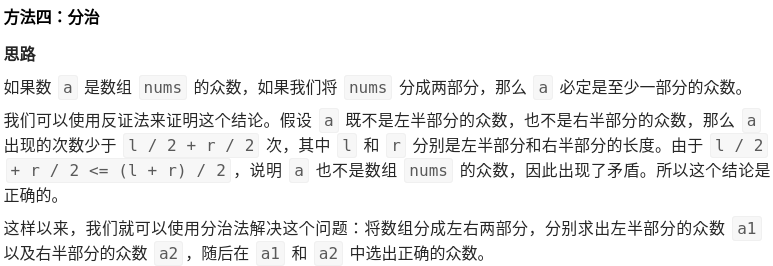 方法四：分治
思路
如果数 a 是数组 nums 的众数，如果我们将 nums 分成两部分，那么 a 必定是至少一部分的众数。
我们可以使用反证法来证明这个结论。假设 a 既不是左半部分的众数，也不是右半部分的众数，那么 a
出现的次数少于 l / 2 + r / 2 次，其中 l 和 r 分别是左半部分和右半部分的长度。由于 l / 2
+ r / 2 <= (l + r) / 2，说明 a 也不是数组 nums 的众数，因此出现了矛盾。所以这个结论是
正确的。
这样以来，我们就可以使用分治法解决这个问题：将数组分成左右两部分，分别求出左半部分的众数 a1
以及右半部分的众数 a2，随后在 a1 和 a2 中选出正确的众数。